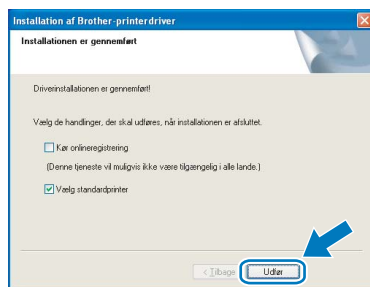 Installation af Brother-printerdriver
Installationen er gennemført
Driverinstallationen er gennemført!
Vælg de handlinger, der skal udføres, når installationen er afsluttet.
Kør onlineregistrering
(Denne tjeneste vil muligvis ikke være tilgængelig i alle lande.)
Vælg standardprinter
< Tilbage
Udfør